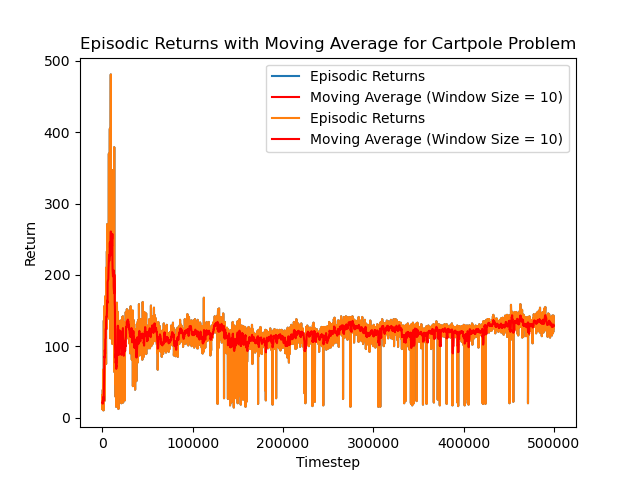 Episodic Returns with Moving Average for Cartpole Problem
Episodic Returns
Moving Average (Window Size = 10)
Episodic Returns
Moving Average (Window Size = 10)
Return
500
400
300
200
100
0
0 100000 200000 300000 400000 500000
Timestep